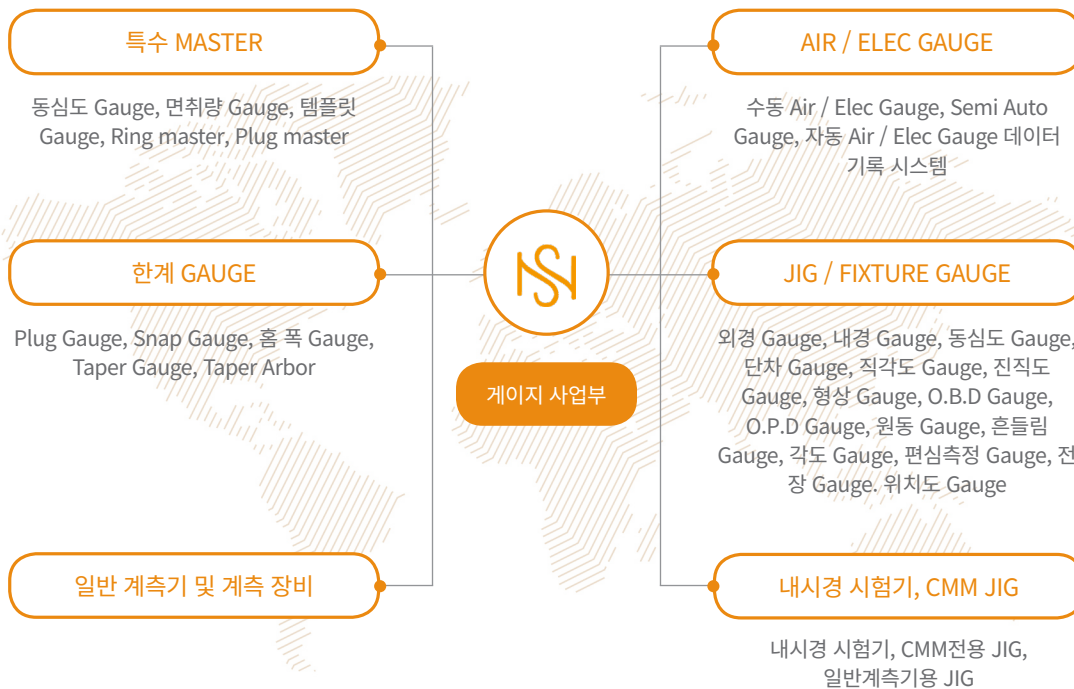 특수 MASTER
동심도 Gauge, 면취량 Gauge, 템플릿
Gauge, Ring master, Plug master
한계 GAUGE
Plug Gauge, Snap Gauge, 홈 폭 Gauge,
Taper Gauge, Taper Arbor
일반 계측기 및 계측 장비
NS
게이지 사업부
AIR / ELEC GAUGE
수동 Air / Elec Gauge, Semi Auto
Gauge, 자동 Air / Elec Gauge 데이터
기록 시스템
JIG / FIXTURE GAUGE
외경 Gauge, 내경 Gauge, 동심도 Gauge,
단차 Gauge, 직각도 Gauge, 진직도
Gauge, 형상 Gauge, O.B.D Gauge,
O.P.D Gauge, 원동 Gauge, 흔들림
Gauge, 각도 Gauge, 편심측정 Gauge, 전
장 Gauge. 위치도 Gauge
내시경 시험기, CMM JIG
내시경 시험기, CMM전용 JIG,
일반계측기용 JIG